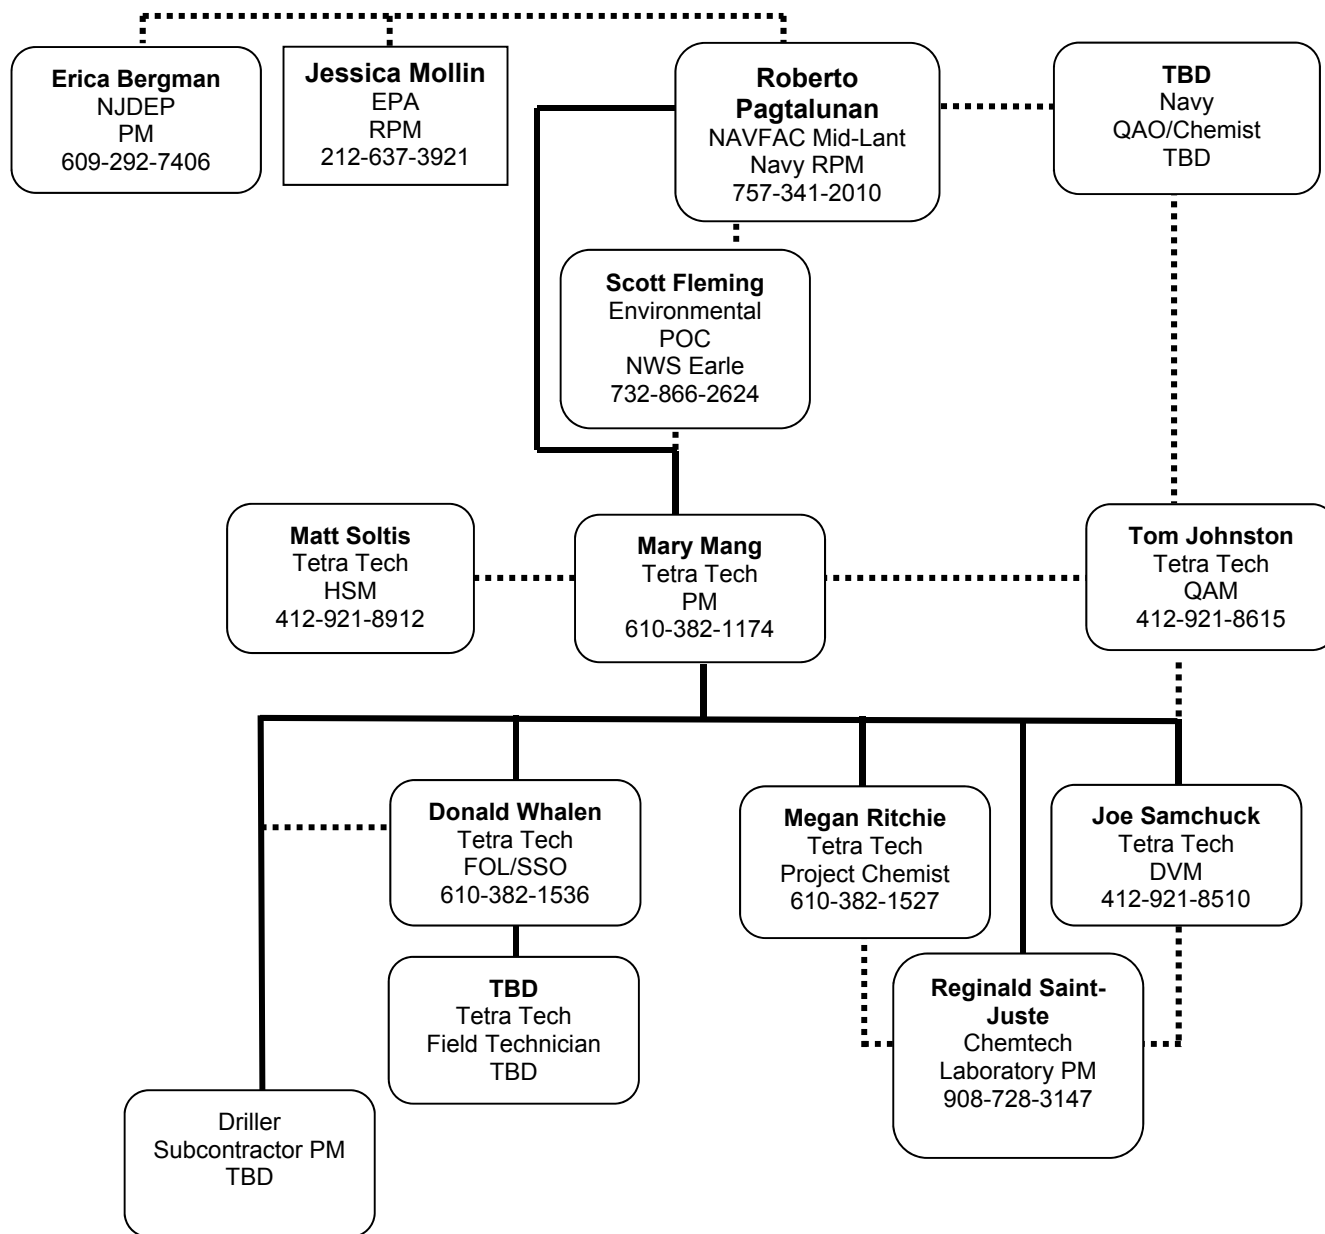 Erica Bergman
NJDEP
PM
609-292-7406
Jessica Mollin
EPA
RPM
212-637-3921
Roberto
Pagtalunan
NAVFAC Mid-Lant
Navy RPM
757-341-2010
TBD
Navy
QAO/Chemist
TBD
Scott Fleming
Environmental
POC
NWS Earle
732-866-2624
Matt Soltis
Tetra Tech
HSM
412-921-8912
Mary Mang
Tetra Tech
PM
610-382-1174
Tom Johnston
Tetra Tech
QAM
412-921-8615
Donald Whalen
Tetra Tech
FOL/SSO
610-382-1536
Megan Ritchie
Tetra Tech
Project Chemist
610-382-1527
Joe Samchuck
Tetra Tech
DVM
412-921-8510
TBD
Tetra Tech
Field Technician
TBD
Reginald Saint-
Juste
Chemtech
Laboratory PM
908-728-3147
Driller
Subcontractor PM
TBD